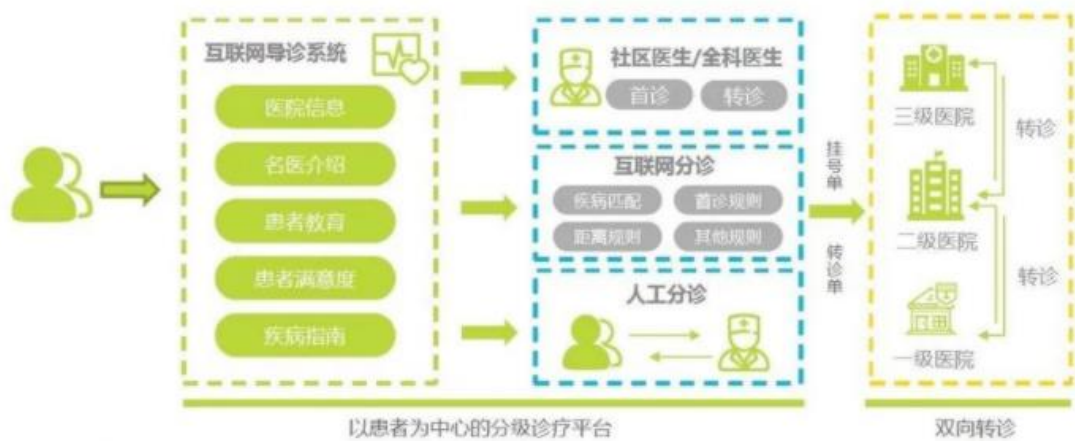 互联网导诊系统
医院信息
名医介绍
患者教育
患者满意度
疾病指南
社区医生/全科医生
首诊 转诊
互联网分诊
疾病匹配 首诊规则
距离规则 其他规则
人工分诊
挂号单
转诊单
三级医院
转诊
二级医院
转诊
一级医院
以患者为中心的分级诊疗平台
双向转诊